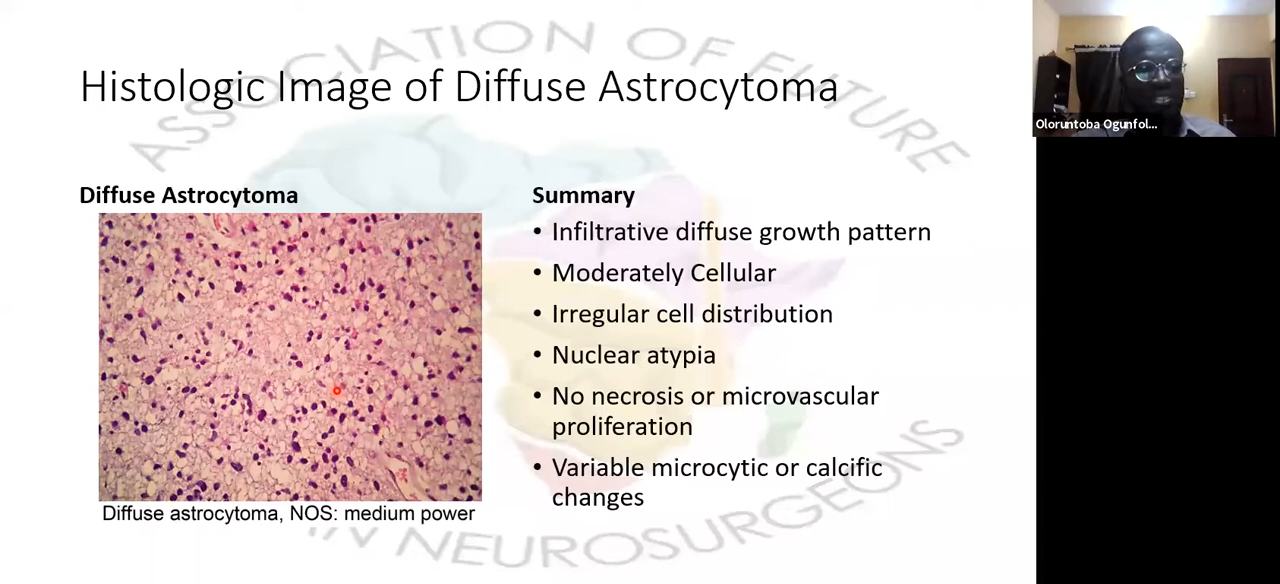 Histologic Image of Diffuse Astrocytoma
Diffuse Astrocytoma
Diffuse astrocytoma, NOS: medium power
Summary
• Infiltrative diffuse growth pattern
• Moderately Cellular
• Irregular cell distribution
• Nuclear atypia
• No necrosis or microvascular
proliferation
• Variable microcytic or calcific
changes
ASSOCIATION OF FUTURE
NEUROSURGEONS
IN
Oloruntoba Ogunfol...